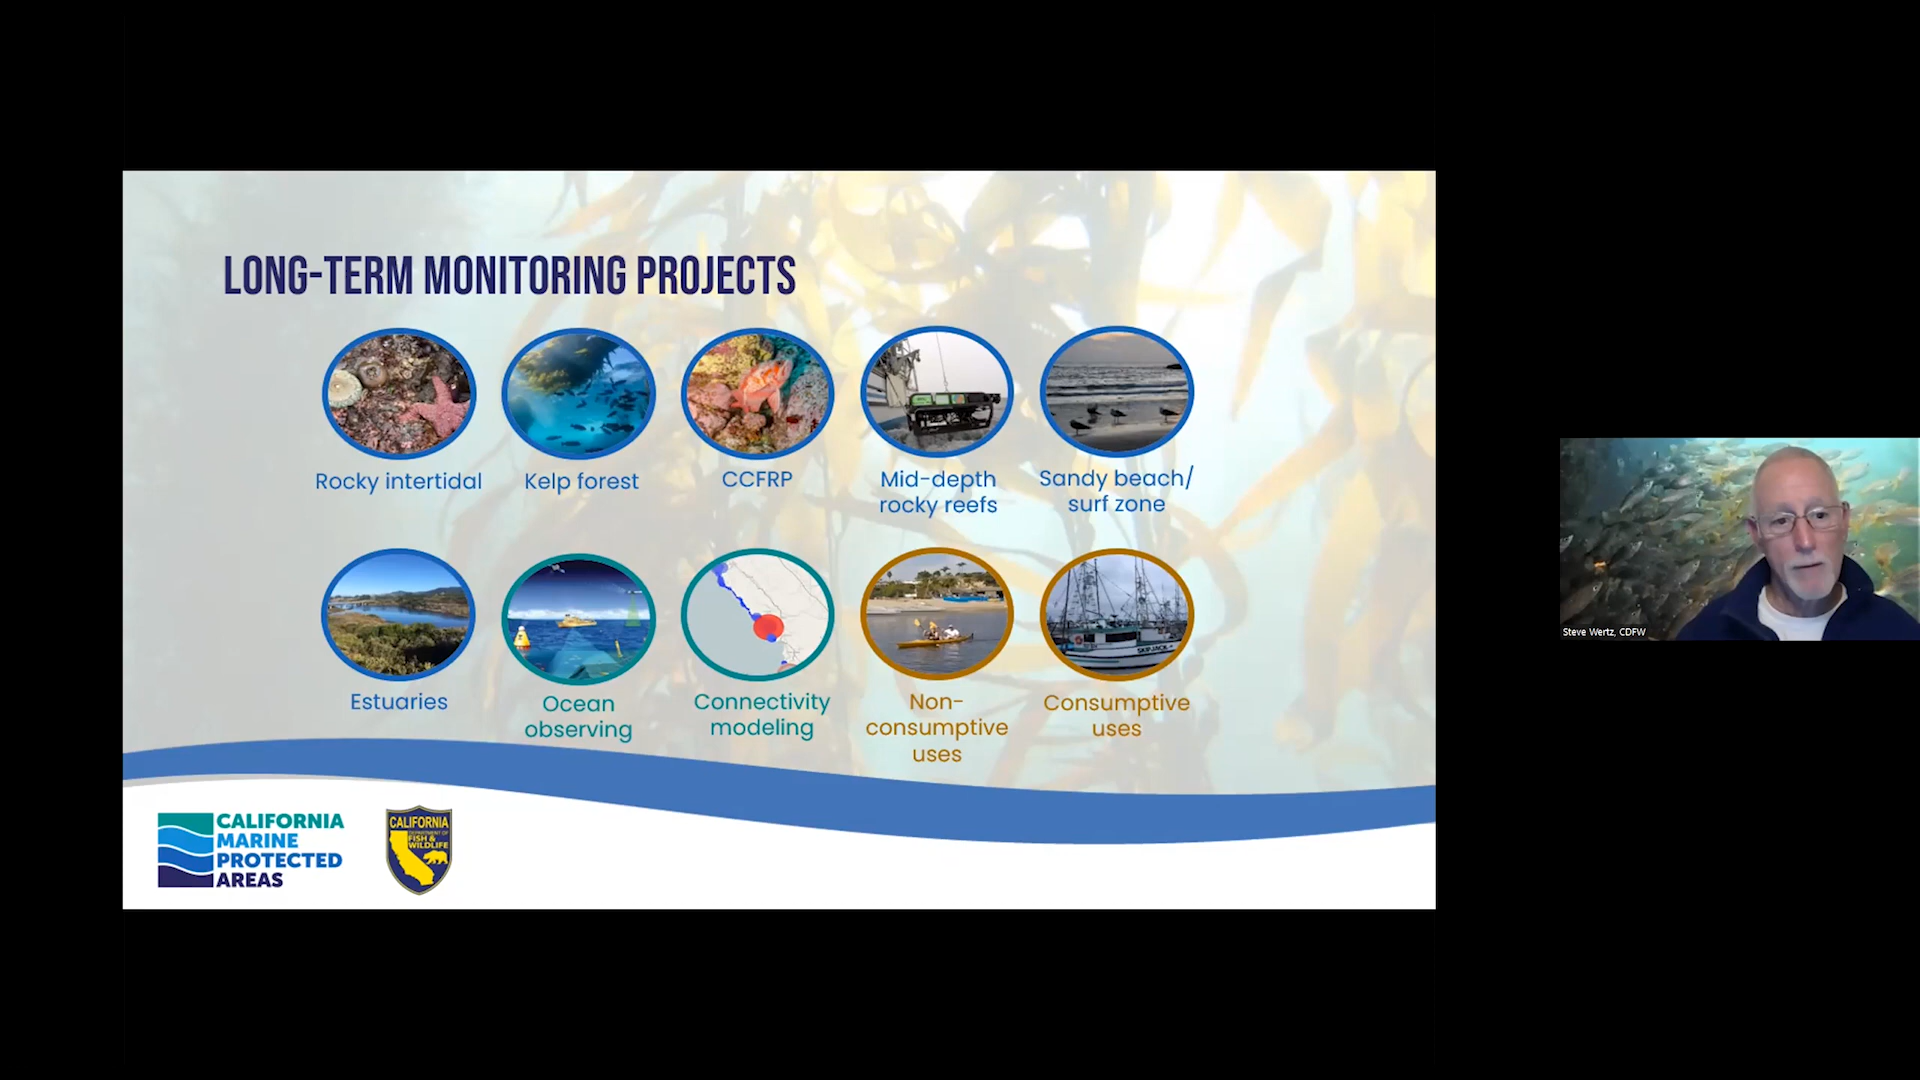 LONG-TERM MONITORING PROJECTS
Rocky intertidal
Kelp forest
CCFRP
Mid-depth
rocky reefs
Sandy beach/
surf zone
Estuaries
Ocean
observing
Connectivity
modeling
Non-
consumptive
uses
SKIPJACK
Consumptive
uses
CALIFORNIA
MARINE
PROTECTED
AREAS
CALIFORNIA
DEPARTMENT OF
FISH &
WILDLIFE
Steve Wertz, CDFW